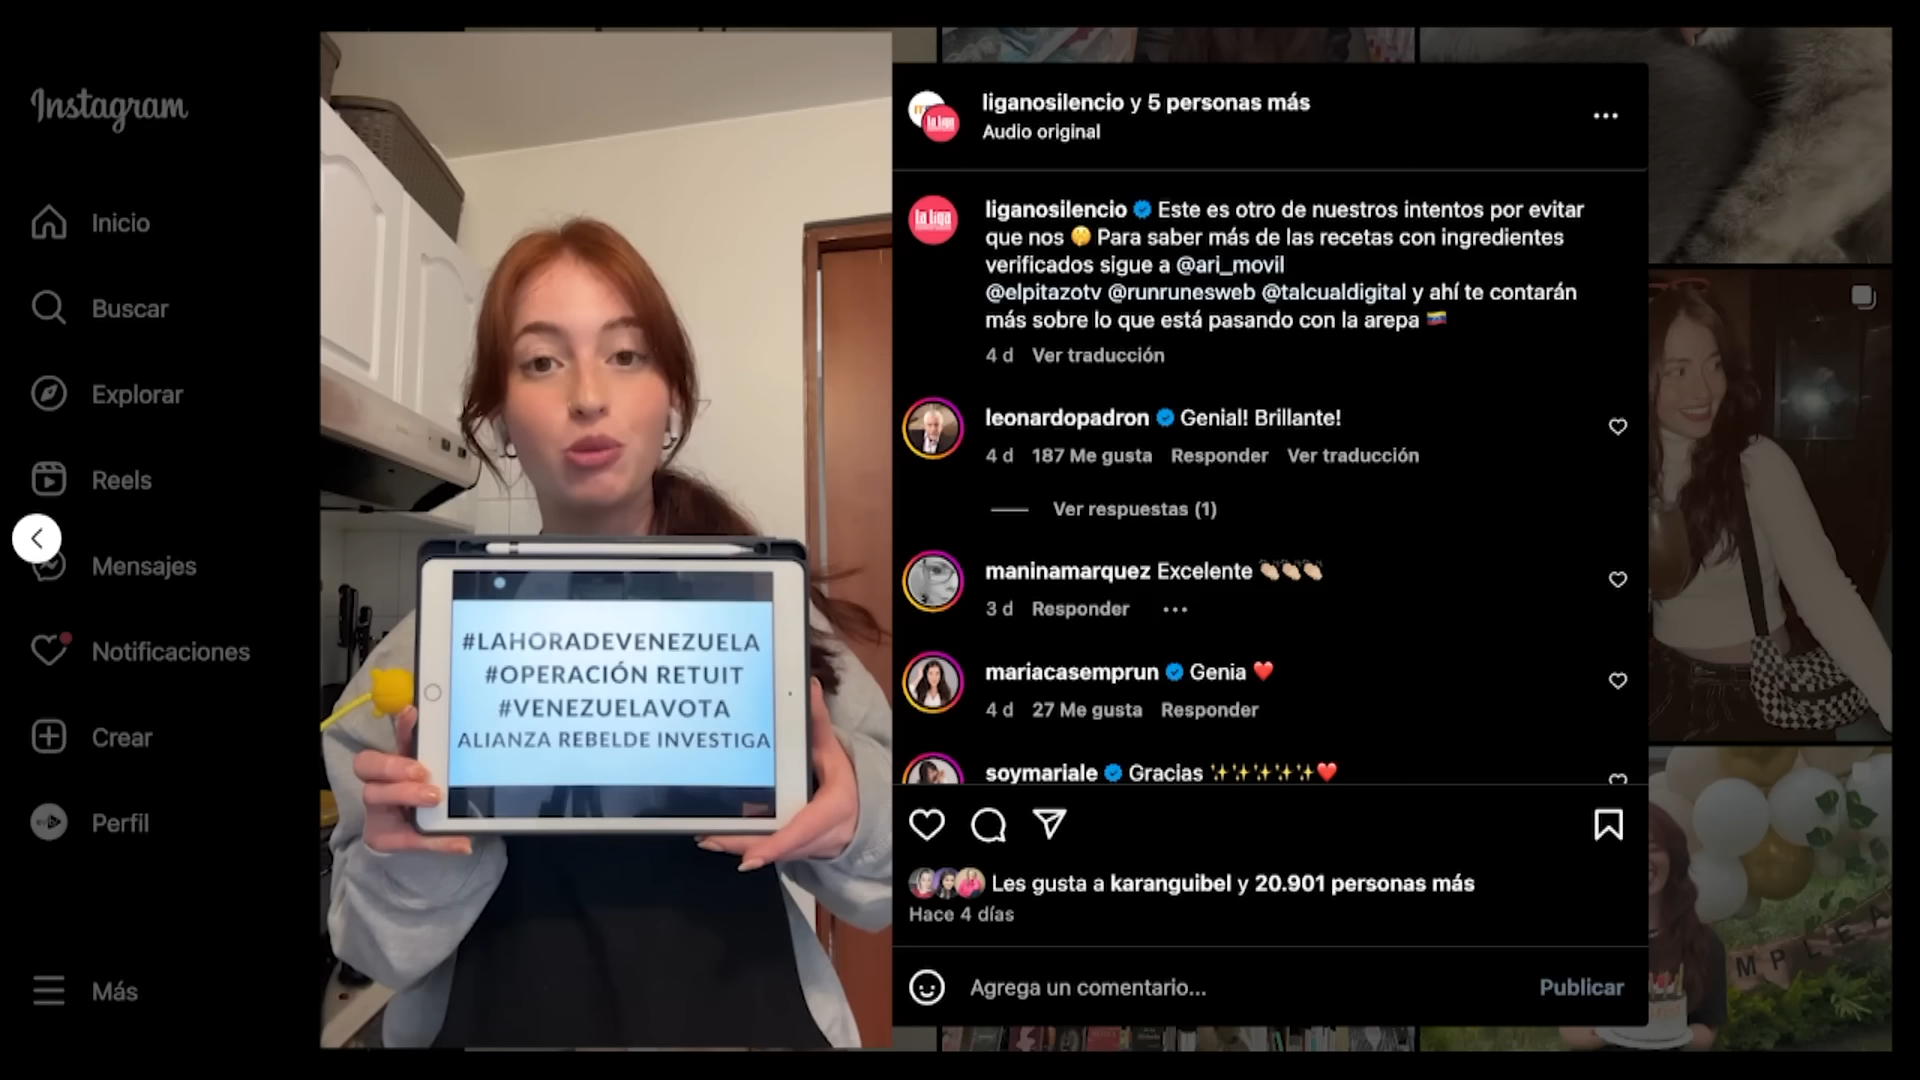 Instagram
Inicio
Buscar
Explorar
Reels
Mensajes
Notificaciones
Crear
Perfil
Más
#LAHORADEVENEZUELA
#OPERACIÓN RETUIT
#VENEZUELAVOTA
ALIANZA REBELDE INVESTIGA
liganosilencio y 5 personas más
Audio original
la liga
liganosilencio Este es otro de nuestros intentos por evitar
que nos 🤫 Para saber más de las recetas con ingredientes
verificados sigue a @ari_movil
@elpitazotv @runrunesweb @talcualdigital y ahí te contarán
más sobre lo que está pasando con la arepa 🇻🇪
4 d Ver traducción
leonardopadron Genial! Brillante!
4 d 187 Me gusta Responder Ver traducción
Ver respuestas (1)
maninamarquez Excelente 👏🏻👏🏻👏🏻
3 d Responder
mariacasemprun Genia ❤️
4 d 27 Me gusta Responder
soymariale Gracias ✨✨✨✨✨❤️
Les gusta a karanguibel y 20.901 personas más
Hace 4 días
Agrega un comentario...
Publicar
MPLEA